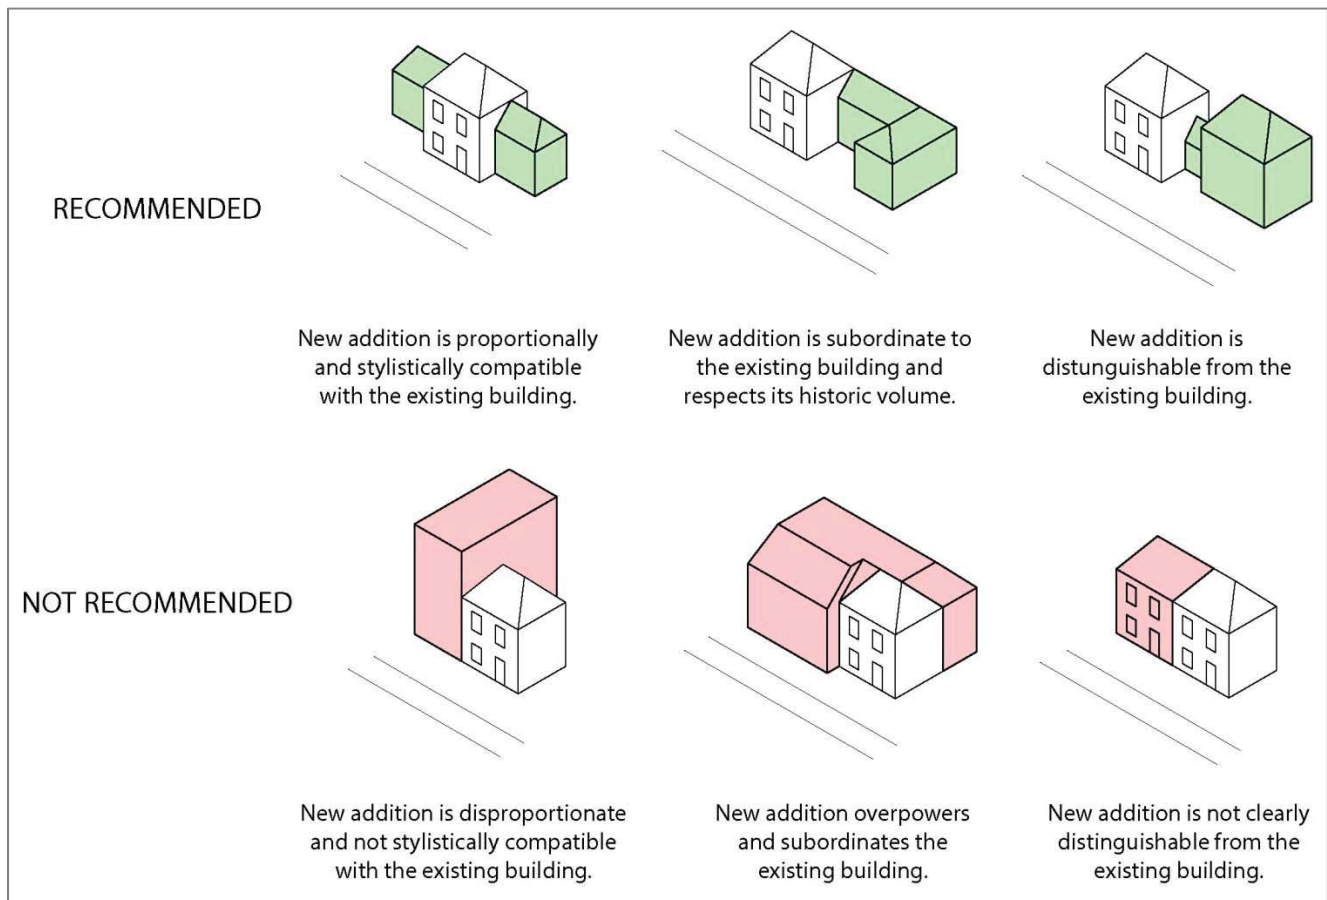 RECOMMENDED
New addition is proportionally
and stylistically compatible
with the existing building.
New addition is subordinate to
the existing building and
respects its historic volume.
New addition is
distunguishable from the
existing building.
NOT RECOMMENDED
New addition is disproportionate
and not stylistically compatible
with the existing building.
New addition overpowers
and subordinates the
existing building.
New addition is not clearly
distinguishable from the
existing building.